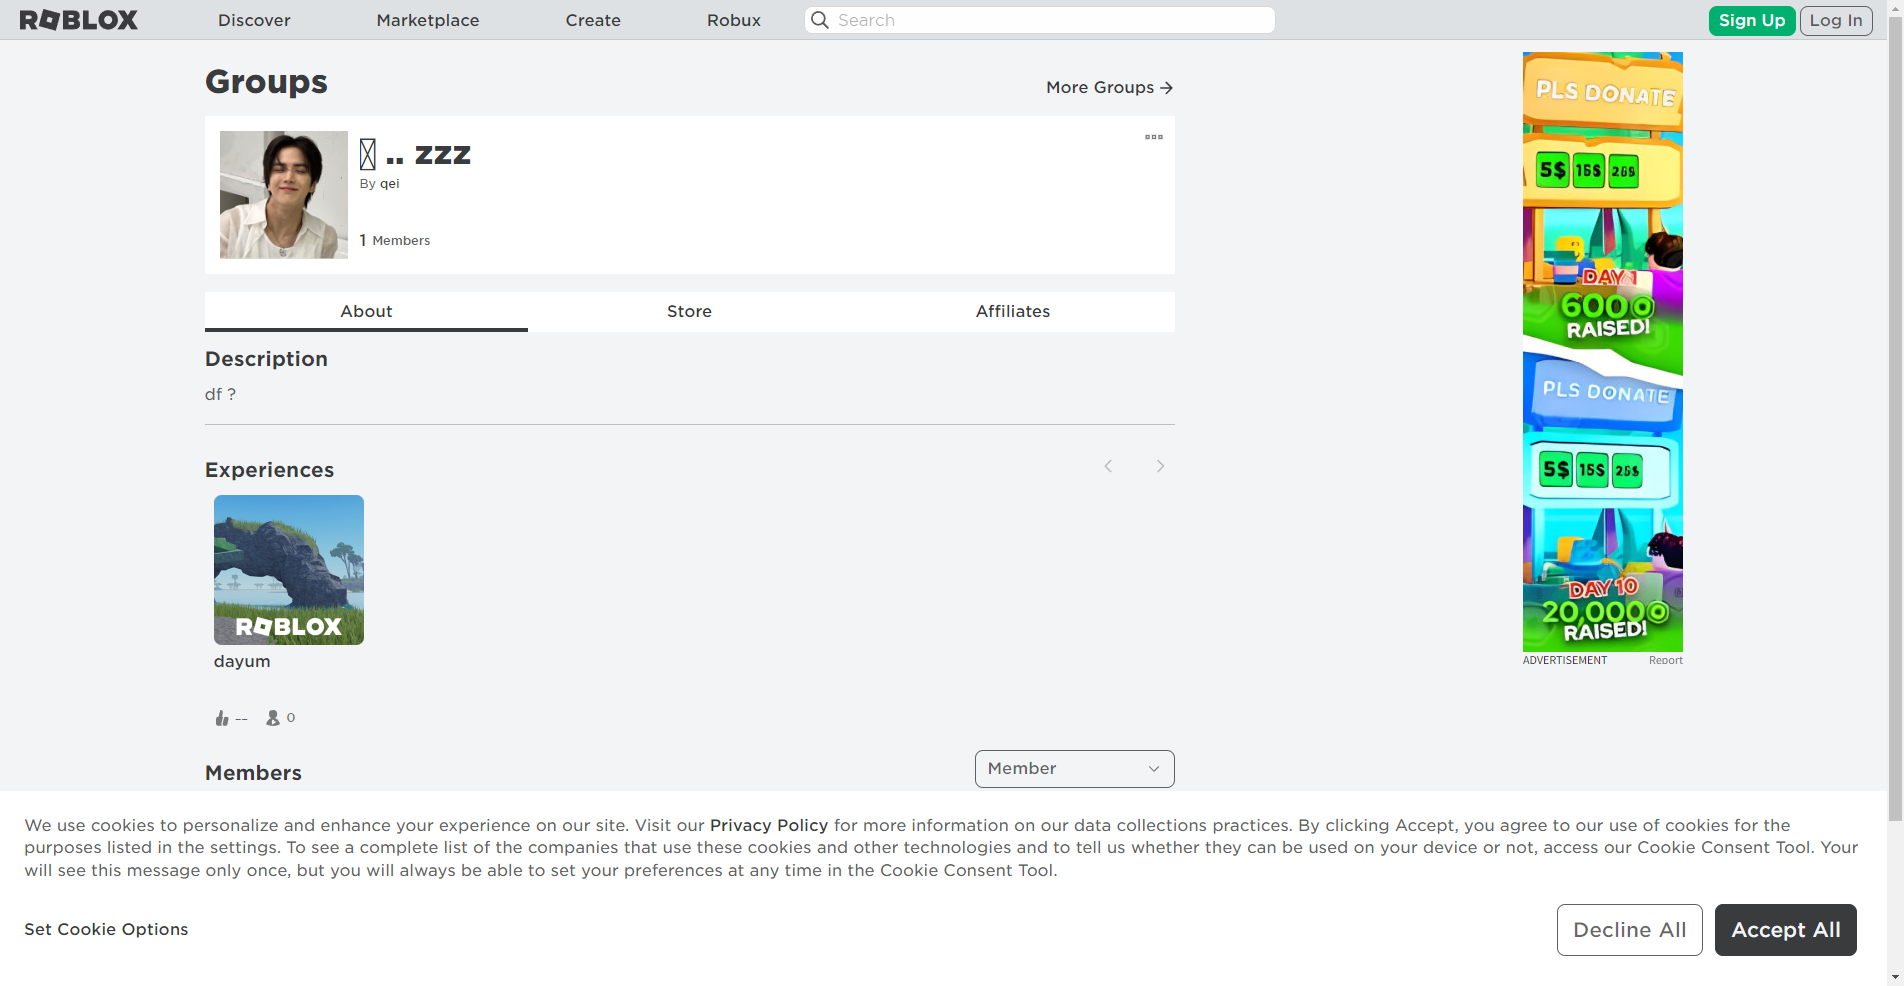 ROBLOX
Discover
Marketplace
Create
Robux
Search
Sign Up
Log In
Groups
More Groups →
.. zzz
By qei
1 Members
About
Store
Affiliates
Description
df ?
Experiences
ROBLOX
dayum
--
0
Members
Member
PLS DONATE
5$ 15$
DAY 1
600
RAISED!
PLS DONATE
5$ 15$ 25$
DAY 10
20,000
RAISED!
ADVERTISEMENT
Report
We use cookies to personalize and enhance your experience on our site. Visit our Privacy Policy for more information on our data collections practices. By clicking Accept, you agree to our use of cookies for the
purposes listed in the settings. To see a complete list of the companies that use these cookies and other technologies and to tell us whether they can be used on your device or not, access our Cookie Consent Tool. Your
will see this message only once, but you will always be able to set your preferences at any time in the Cookie Consent Tool.
Set Cookie Options
Decline All
Accept All